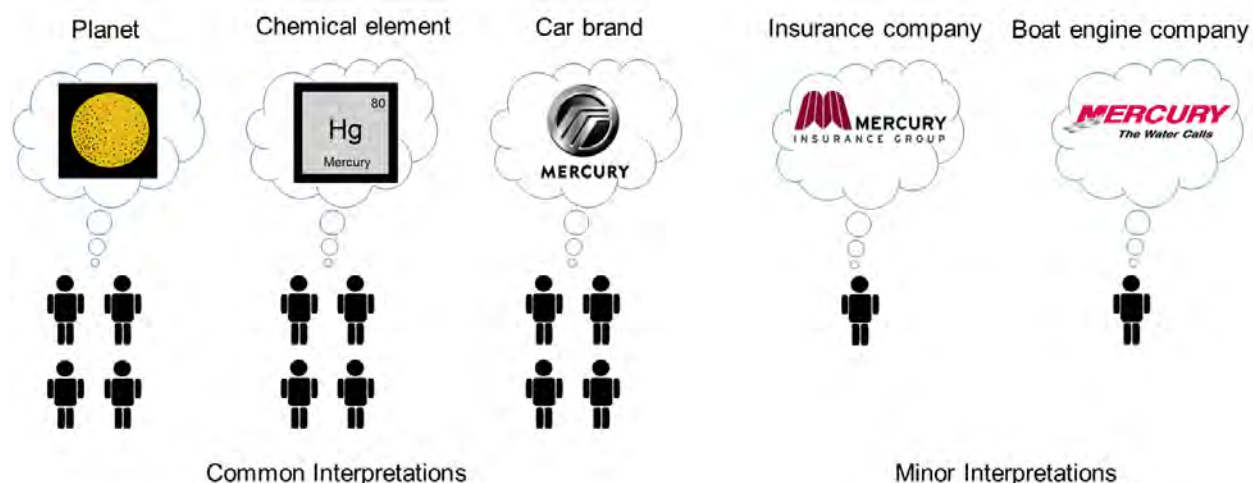 Planet
Chemical element
Car brand
Insurance company
Boat engine company
80
Hg
Mercury
MERCURY
MERCURY
INSURANCE GROUP
MERCURY
The Water Calls
Common Interpretations
Minor Interpretations